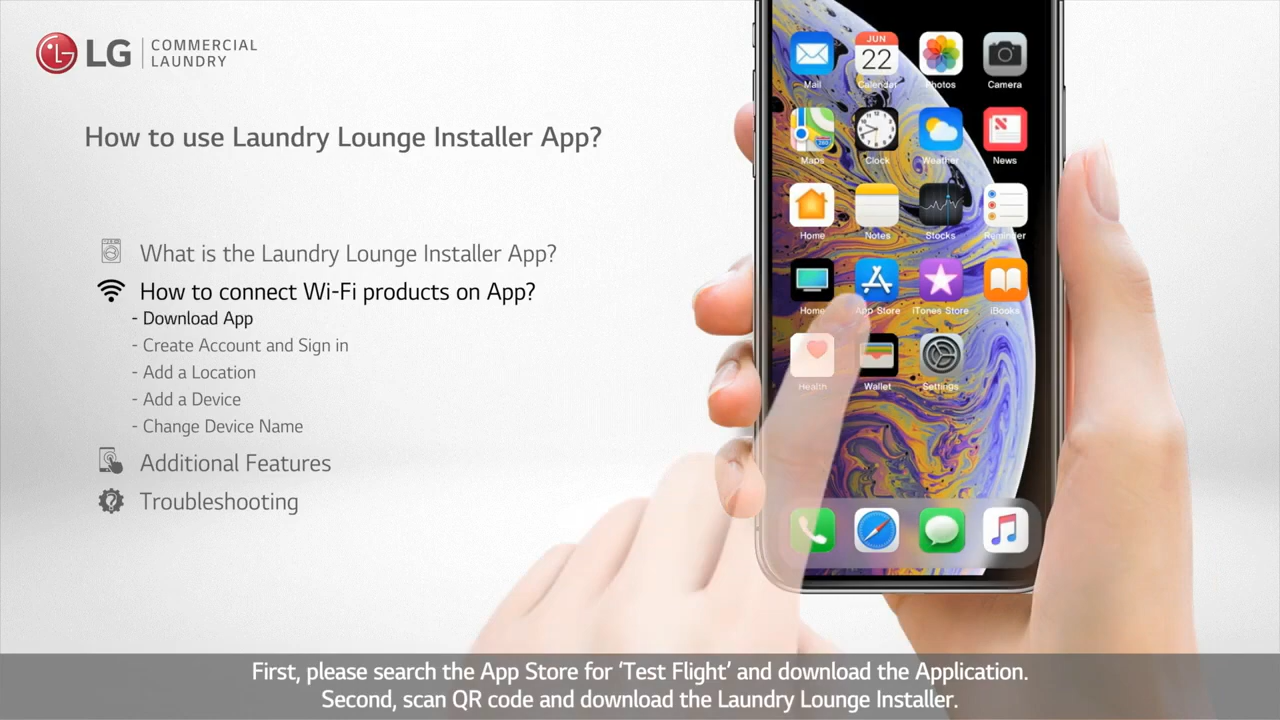 LG
COMMERCIAL
LAUNDRY
How to use Laundry Lounge Installer App?
What is the Laundry Lounge Installer App?
How to connect Wi-Fi products on App?
- Download App
- Create Account and Sign in
- Add a Location
- Add a Device
- Change Device Name
Additional Features
Troubleshooting
JUN
22
Mail Calendar Photos Camera
280
Maps Clock Weather News
Home Notes Stocks Reminder
Home App Store iTones Store iBooks
Health Wallet Settings
First, please search the App Store for ‘Test Flight’ and download the Application.
Second, scan QR code and download the Laundry Lounge Installer.